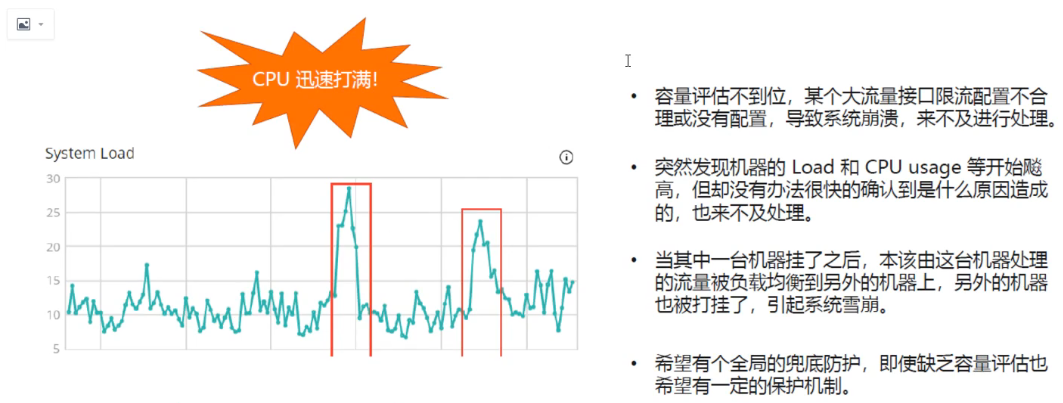 CPU 迅速打满!
System Load
30
25
20
15
10
5
• 容量评估不到位，某个大流量接口限流配置不合
理或没有配置，导致系统崩溃，来不及进行处理。
• 突然发现机器的 Load 和 CPU usage 等开始飚
高，但却没有办法很快的确认到是什么原因造成
的，也来不及处理。
• 当其中一台机器挂了之后，本该由这台机器处理
的流量被负载均衡到另外的机器上，另外的机器
也被打挂了，引起系统雪崩。
• 希望有个全局的兜底防护，即使缺乏容量评估也
希望有一定的保护机制。